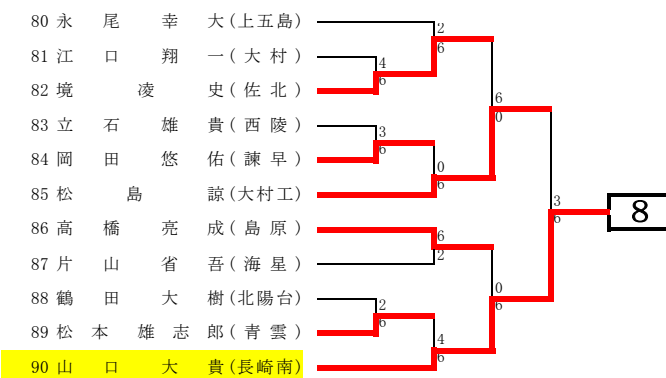 80 永尾幸大(上五島)
81 江口翔一(大村)
82 境凌史(佐北)
83 立石雄貴(西陵)
84 岡田悠佑(諫早)
85 松島諒(大村工)
86 高橋亮成(島原)
87 片山省吾(海星)
88 鶴田大樹(北陽台)
89 松本雄志郎(青雲)
90 山口大貴(長崎南)
2
6
4
6
6
0
3
6
0
6
3
6
8
6
2
0
6
2
6
4
6